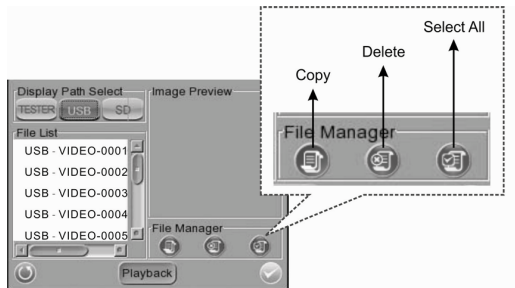 Select All
Delete
Copy
File Manager
Display Path Select
Image Preview
TESTER USB SD
File List
USB - VIDEO-0001
USB - VIDEO-0002
USB - VIDEO-0003
USB - VIDEO-0004
USB - VIDEO-0005
File Manager
Playback